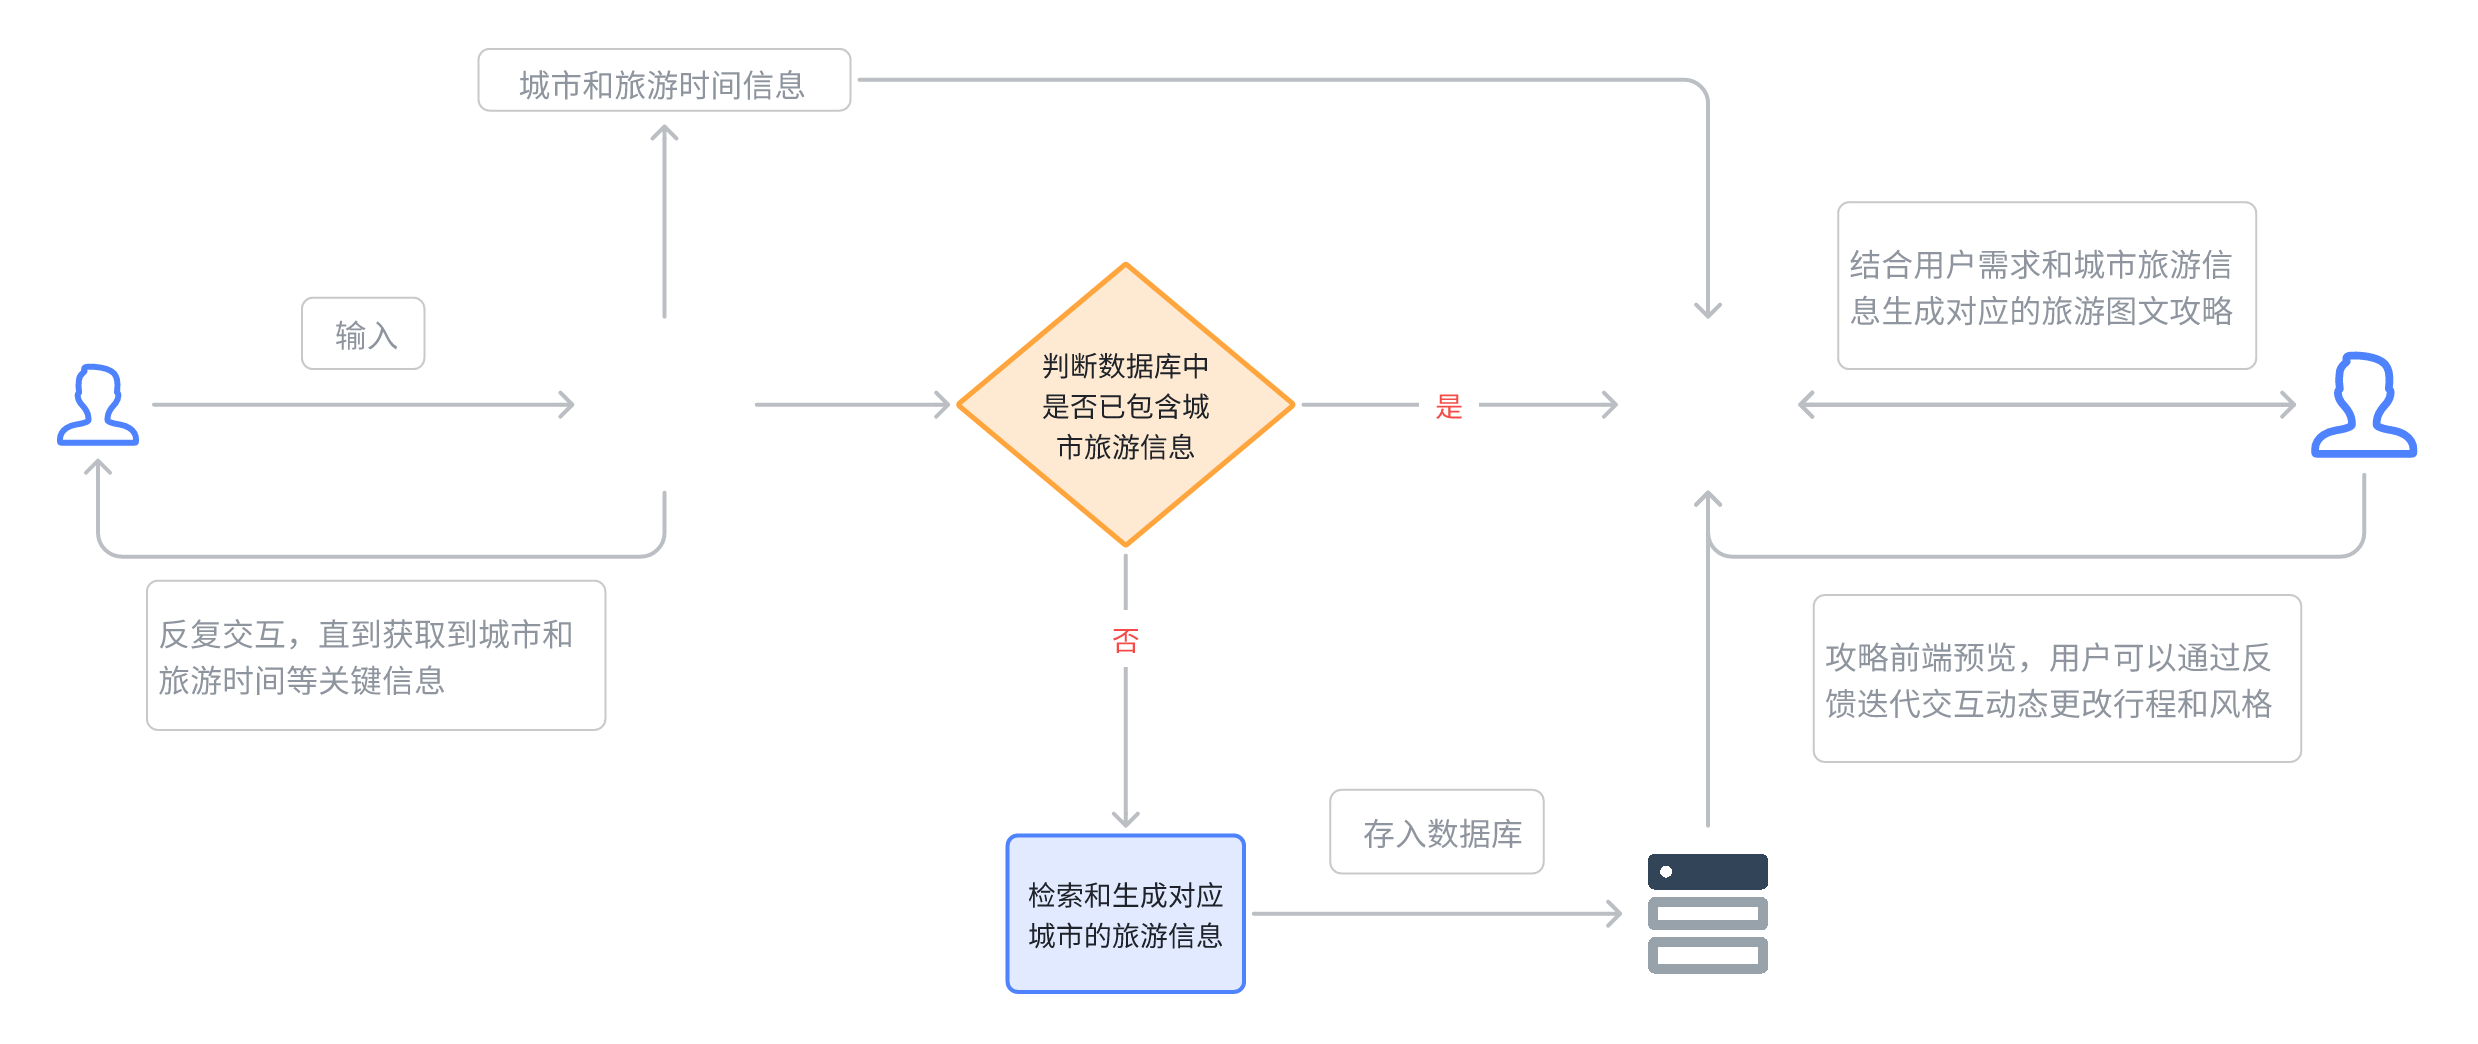 城市和旅游时间信息
结合用户需求和城市旅游信
息生成对应的旅游图文攻略
输入
判断数据库中
是否已包含城
市旅游信息
是
反复交互，直到获取到城市和
旅游时间等关键信息
否
攻略前端预览，用户可以通过反
馈迭代交互动态更改行程和风格
存入数据库
检索和生成对应
城市的旅游信息